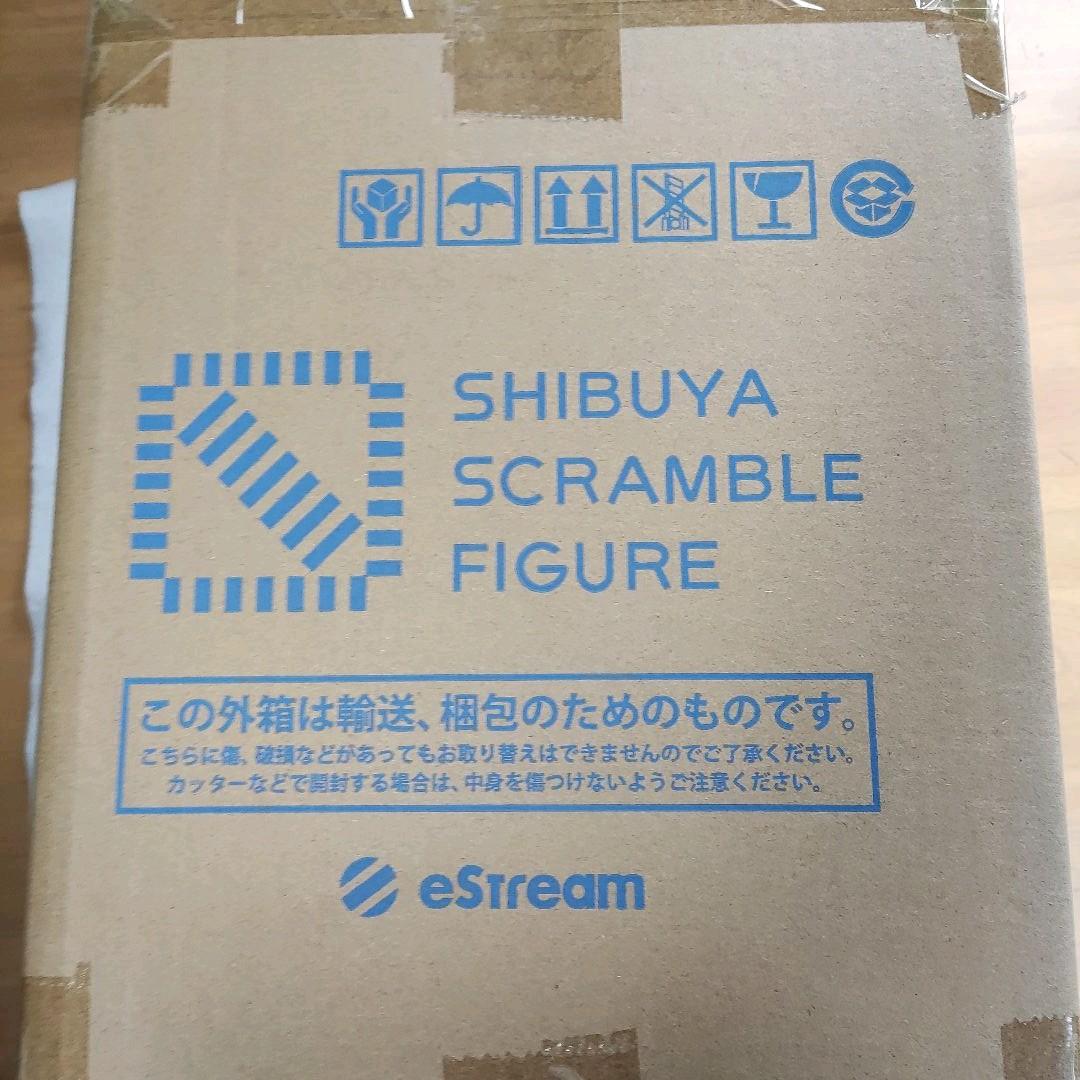 SHIBUYA
SCRAMBLE
FIGURE
この外箱は輸送、梱包のためのものです。
こちらに傷、破損などがあってもお取り替えはできませんのでご了承ください。
カッターなどで開封する場合は、中身を傷つけないようご注意ください。
eStream